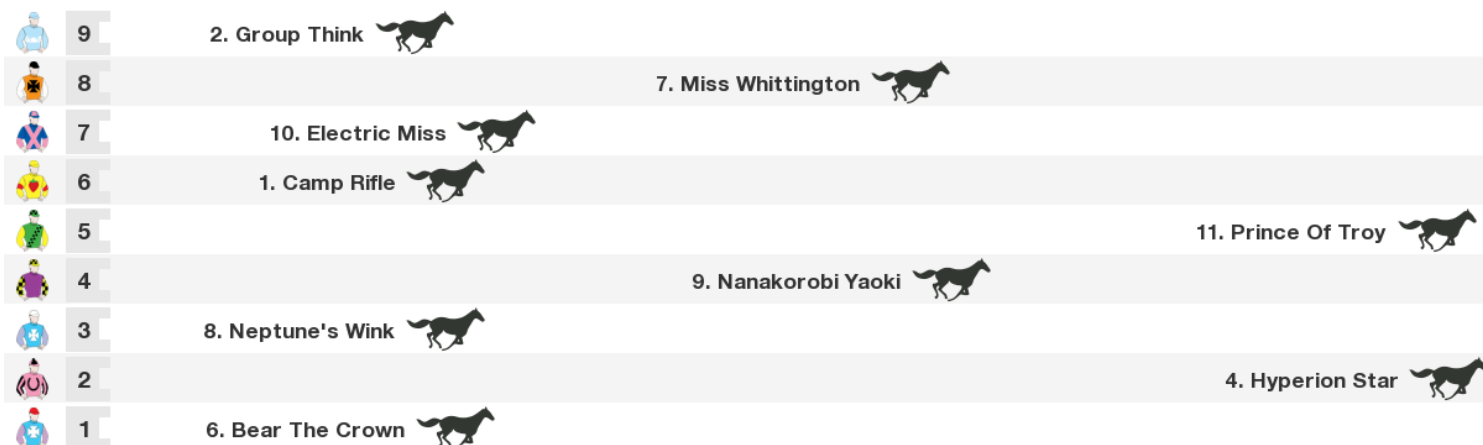 9 2. Group Think
8 7. Miss Whittington
7 10. Electric Miss
6 1. Camp Rifle
5 11. Prince Of Troy
4 9. Nanakorobi Yaoki
3 8. Neptune's Wink
2 4. Hyperion Star
1 6. Bear The Crown